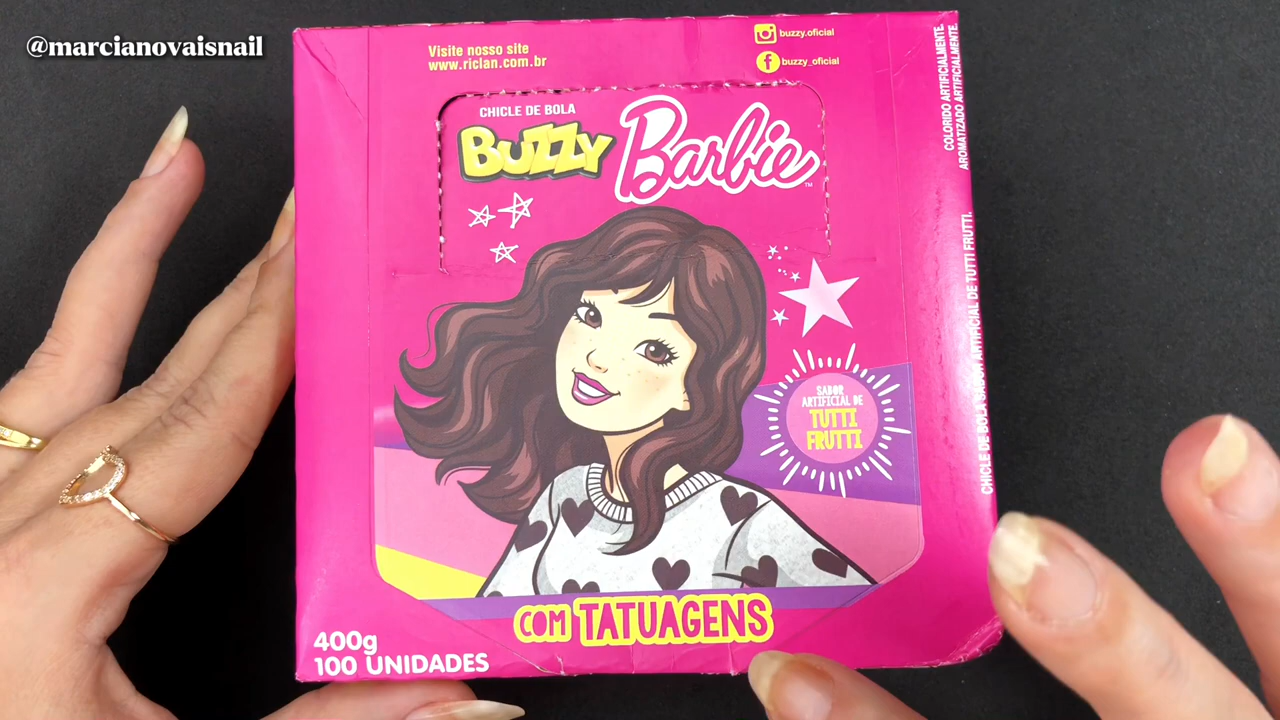 @marcianovaisnail
Visite nosso site
www.riclan.com.br
buzzy.oficial
buzzy_oficial
CHICLE DE BOLA
BUZZY
Barbie™
SABOR
ARTIFICIAL DE
TUTTI
FRUTTI
COM TATUAGENS
400g
100 UNIDADES
COLORIDO ARTIFICIALMENTE.
AROMATIZADO ARTIFICIALMENTE.
CHICLE DE BOLA SABOR ARTIFICIAL DE TUTTI FRUTTI.